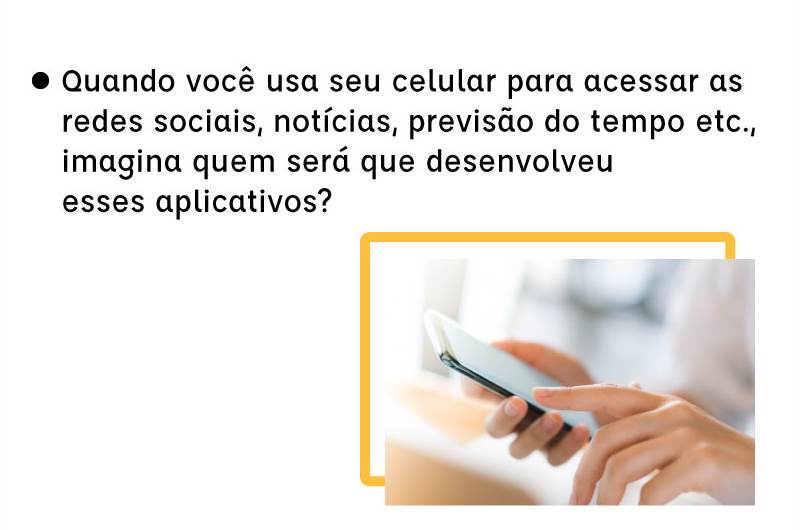 ● Quando você usa seu celular para acessar as
redes sociais, notícias, previsão do tempo etc.,
imagina quem será que desenvolveu
esses aplicativos?